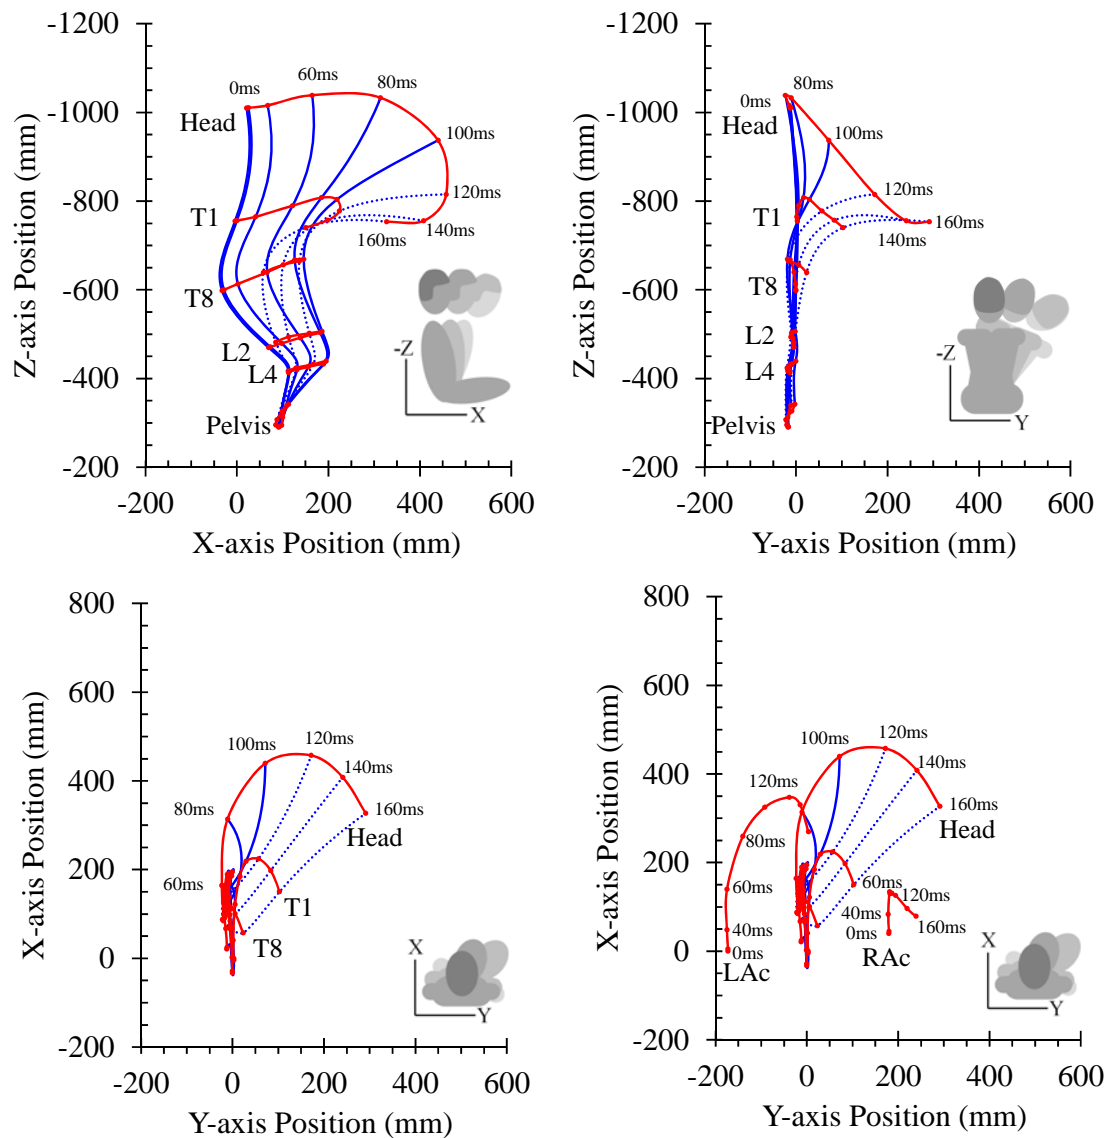 -1200
-1000
-800
-600
-400
-200
-200 0 200 400 600
Z-axis Position (mm)
X-axis Position (mm)
0ms
60ms
80ms
100ms
120ms
140ms
160ms
Head
T1
T8
L2
L4
Pelvis
-Z
X
-1200
-1000
-800
-600
-400
-200
-200 0 200 400 600
Z-axis Position (mm)
Y-axis Position (mm)
80ms
0ms
Head
100ms
120ms
T1
140ms
160ms
T8
L2
L4
Pelvis
-Z
Y
800
600
400
200
0
-200
-200 0 200 400 600
X-axis Position (mm)
Y-axis Position (mm)
100ms
120ms
140ms
80ms
160ms
Head
60ms
T1
T8
X
Y
800
600
400
200
0
-200
-200 0 200 400 600
X-axis Position (mm)
Y-axis Position (mm)
100ms
120ms
140ms
120ms
160ms
80ms
Head
60ms
60ms
120ms
40ms
40ms
160ms
0ms
0ms
LAc
RAc
X
Y